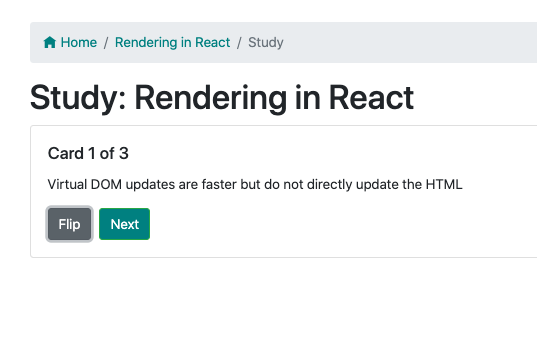 Home / Rendering in React / Study
Study: Rendering in React
Card 1 of 3
Virtual DOM updates are faster but do not directly update the HTML
Flip Next